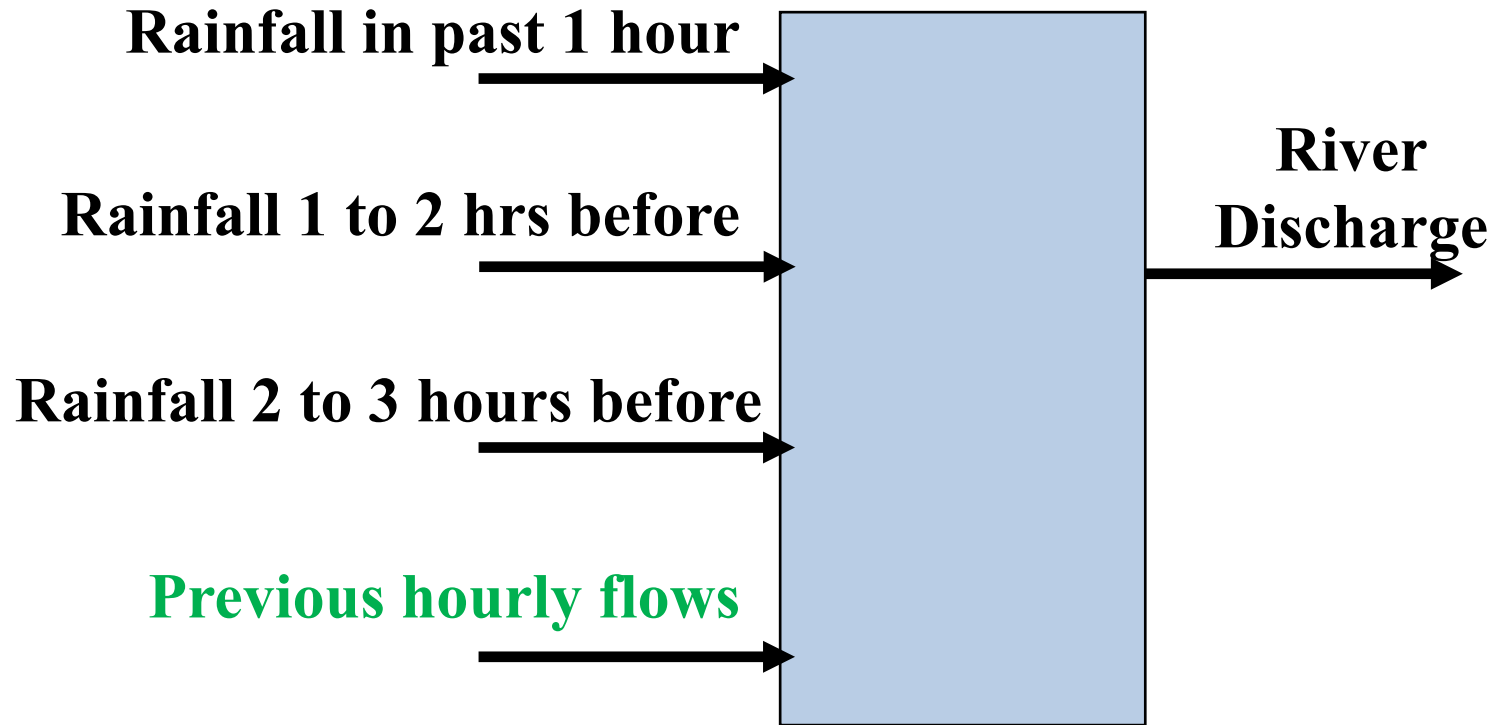 Rainfall in past 1 hour
River
Discharge
Rainfall 1 to 2 hrs before
Rainfall 2 to 3 hours before
Previous hourly flows